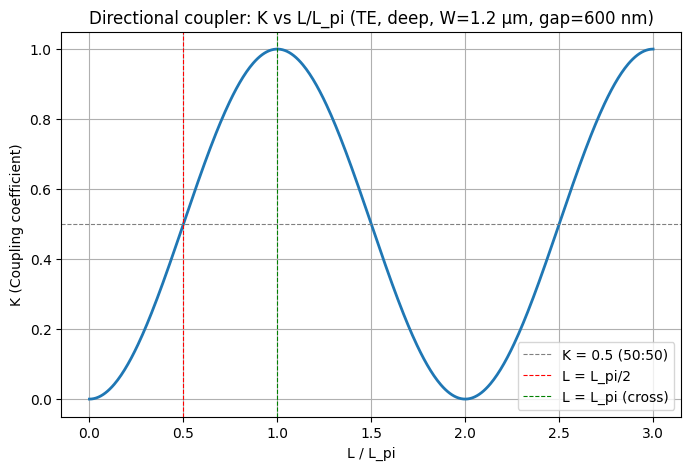 Directional coupler: K vs L/L_pi (TE, deep, W=1.2 µm, gap=600 nm)
K (Coupling coefficient)
1.0
0.8
0.6
0.4
0.2
0.0
K = 0.5 (50:50)
L = L_pi/2
L = L_pi (cross)
0.0 0.5 1.0 1.5 2.0 2.5 3.0
L / L_pi